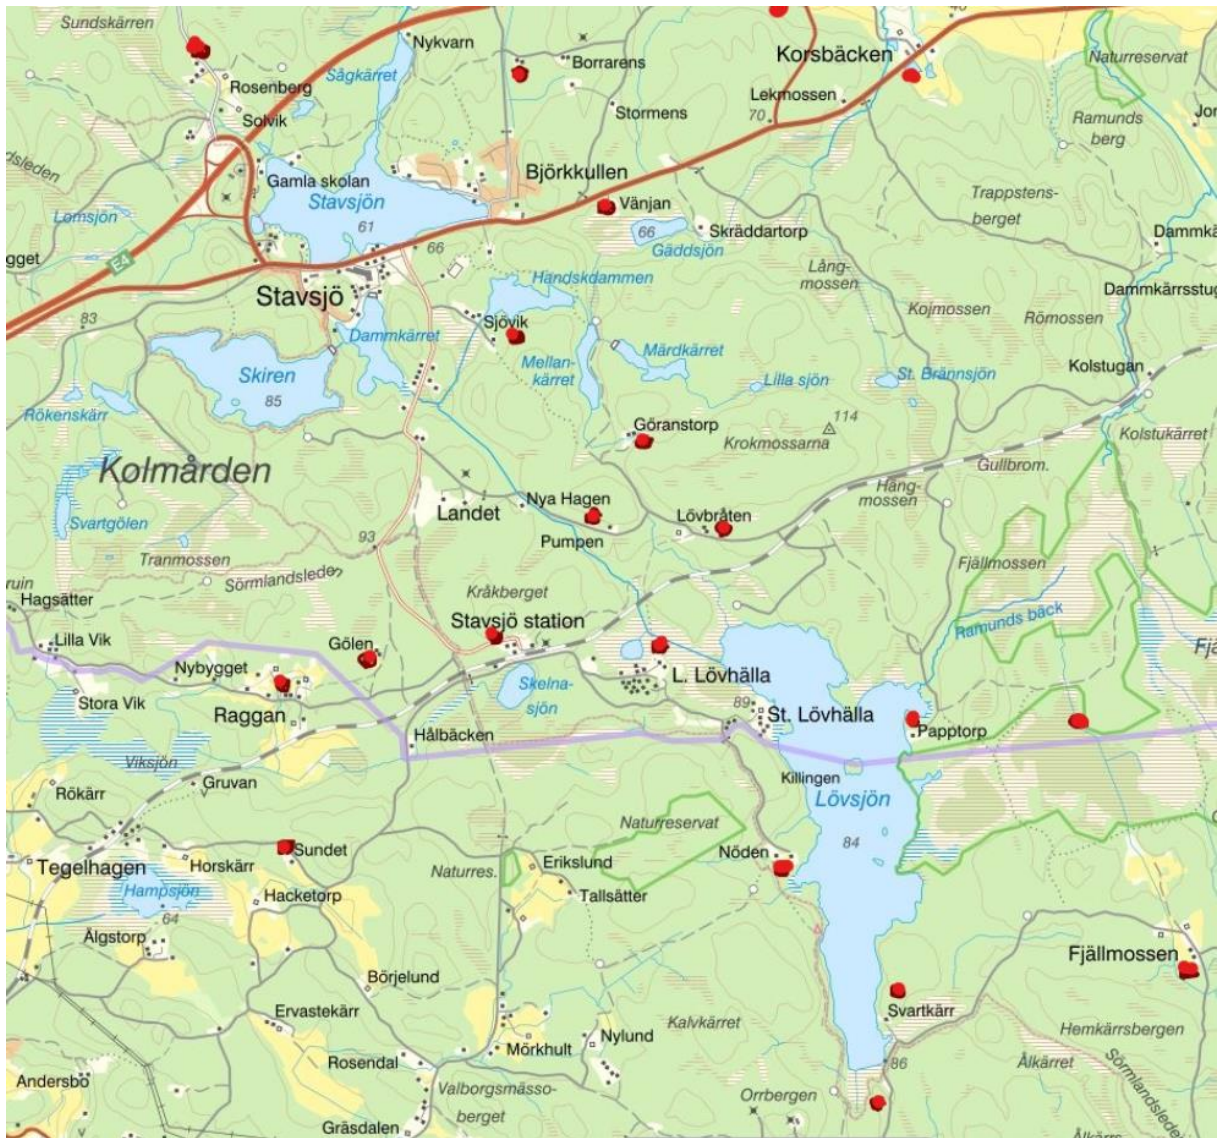 Sundskärren
Nykvarn
Borrarens
Korsbäcken
Naturreservat
Sågkärret
Rosenberg
Lekmossen
Stormens
70
Solvik
Ramunds
berg
Gamla skolan
Björkkullen
Stavsjön
Trappstens-
berget
Lomsjön
Vänjan
61
66
66
Skräddartorp
Gäddsjön
E4
Lång-
mossen
Handskdammen
Stavsjö
Dammkärrsstug
Kojmossen
Römossen
83
Sjövik
Dammkärret
Mellan-
kärret
Märdkärret
Kolstugan
Skiren
Lilla sjön
St. Brännsjön
85
Rökenskärr
114
Göranstorp
Krokmossarna
Kolstukärret
Kolmården
Gullbrom.
Häng-
mossen
Nya Hagen
Landet
Lövbråten
Svartgölen
Pumpen
93
Tranmossen
Fjällmossen
Sörmlandsleden
Hagsätter
Kråkberget
Stavsjö station
Ramunds bäck
Lilla Vik
Gölen
Nybygget
L. Lövhälla
Skelna-
sjön
Stora Vik
89
Raggan
St. Lövhälla
Papptorp
Hålbäcken
Viksjön
Gruvan
Killingen
Rökärr
Lövsjön
Naturreservat
84
Sundet
Nöden
Tegelhagen
Horskärr
Naturres.
Erikslund
Hampsjön
Hacketorp
Tallsätter
64
Älgstorp
Fjällmossen
Börjelund
Svartkärr
Ervastekärr
Kalvkärret
Hemkärrsbergen
Nylund
Mörkhult
Rosendal
86
Ålkärret
Andersbö
Valborgsmässo-
berget
Orrbergen
Sörmlandsleden
Gräsdalen